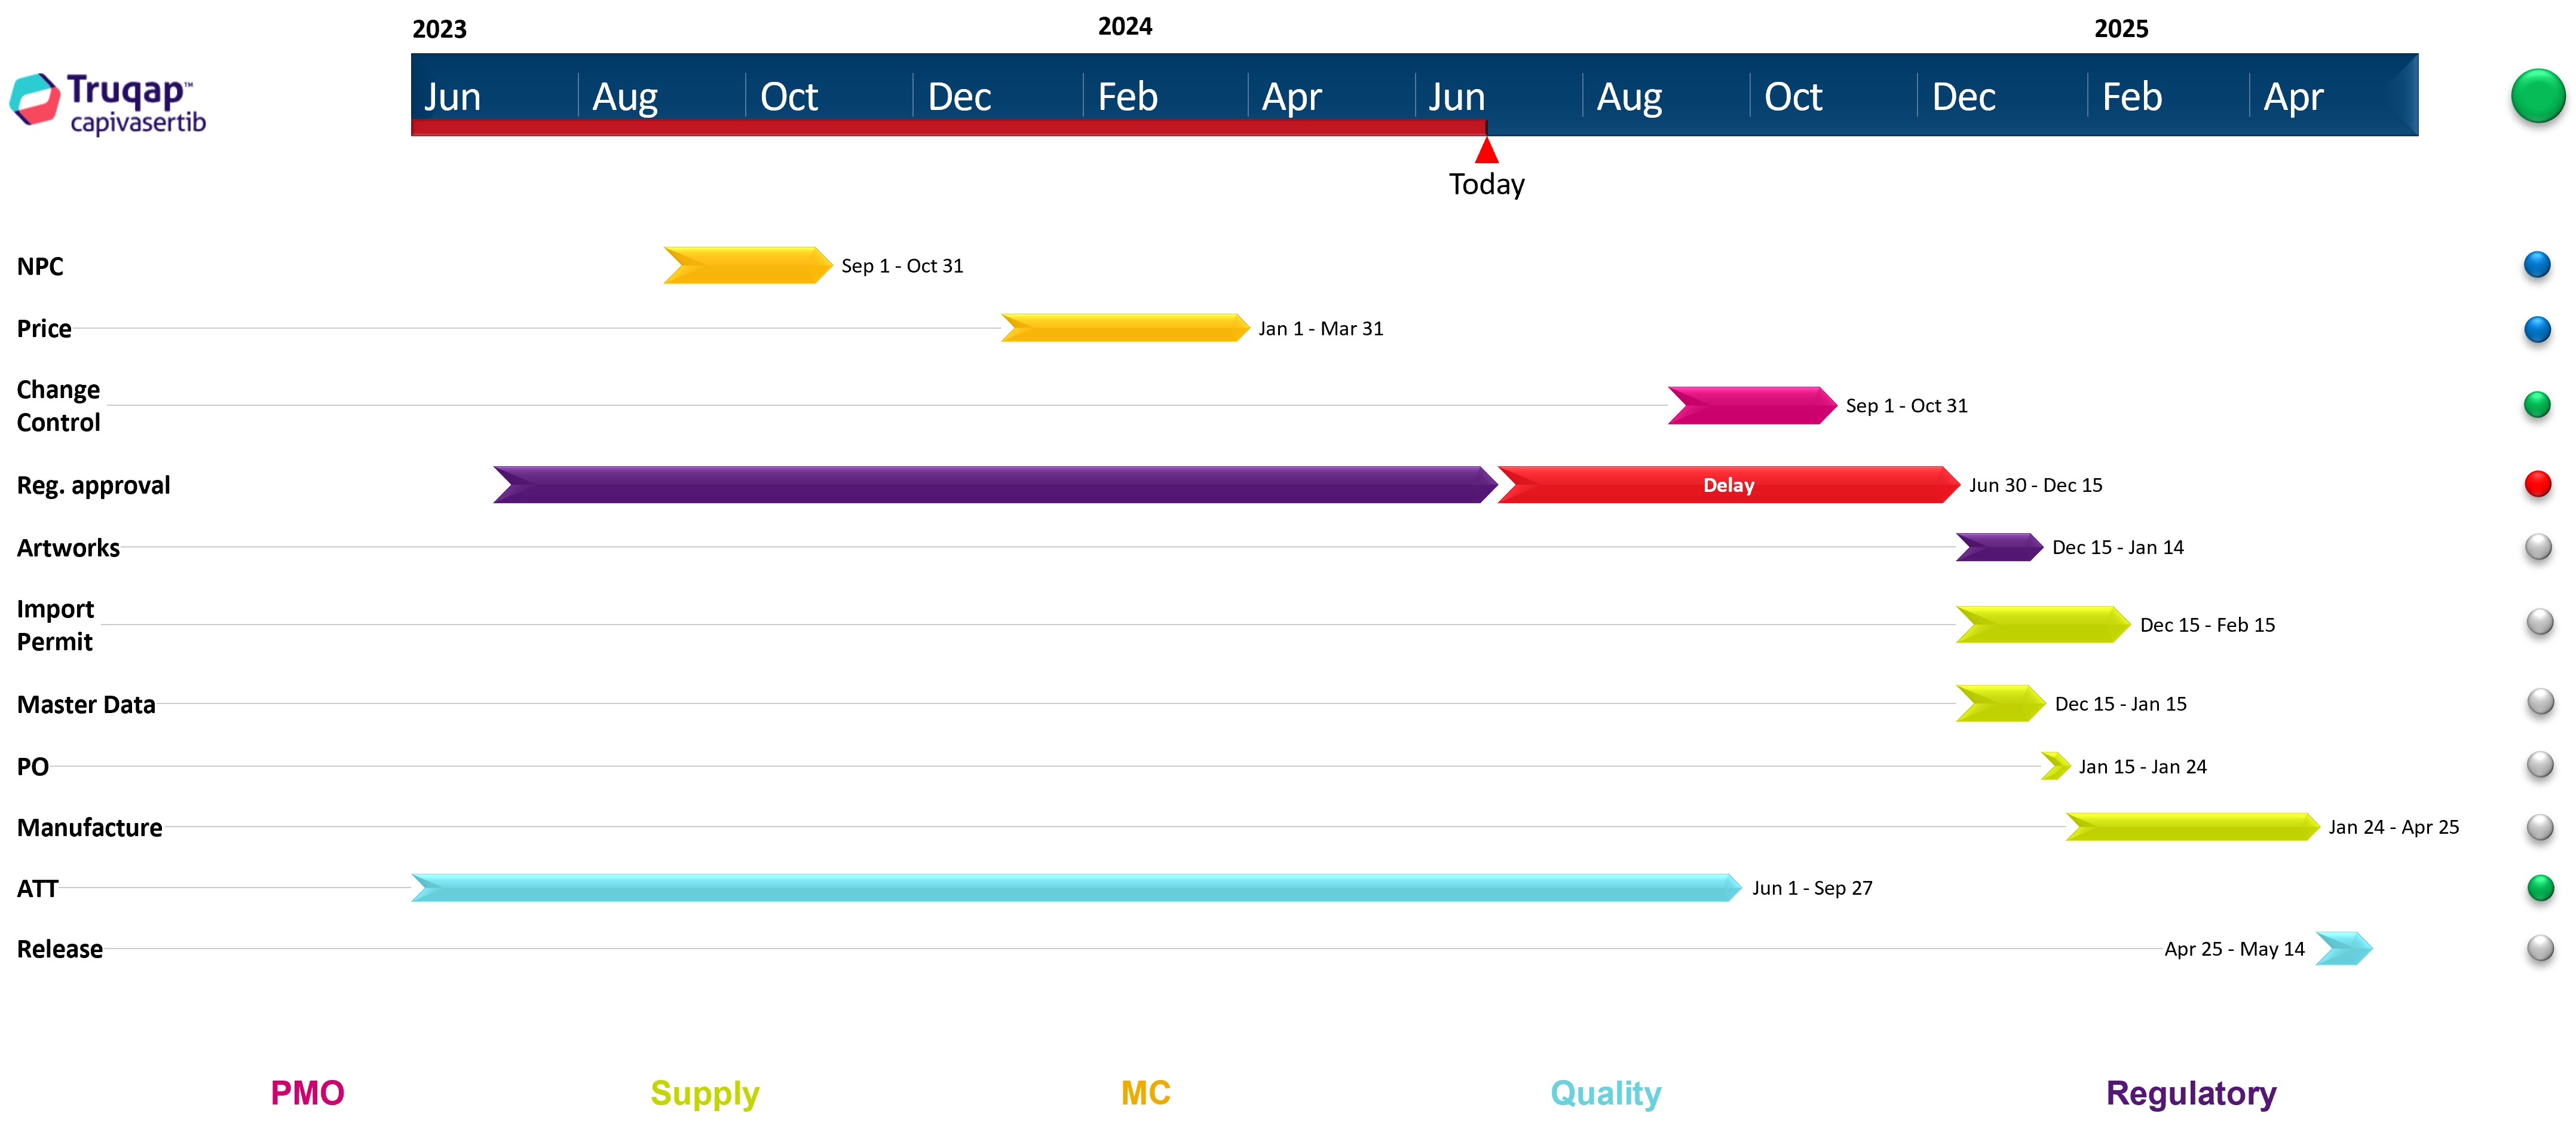 2023 2024 2025
Truqap™
capivasertib
Jun Aug Oct Dec Feb Apr Jun Aug Oct Dec Feb Apr
Today
NPC Sep 1 - Oct 31
Price Jan 1 - Mar 31
Change
Control
Sep 1 - Oct 31
Reg. approval Delay Jun 30 - Dec 15
Artworks Dec 15 - Jan 14
Import
Permit
Dec 15 - Feb 15
Master Data Dec 15 - Jan 15
PO Jan 15 - Jan 24
Manufacture Jan 24 - Apr 25
ATT Jun 1 - Sep 27
Release Apr 25 - May 14
PMO Supply MC Quality Regulatory